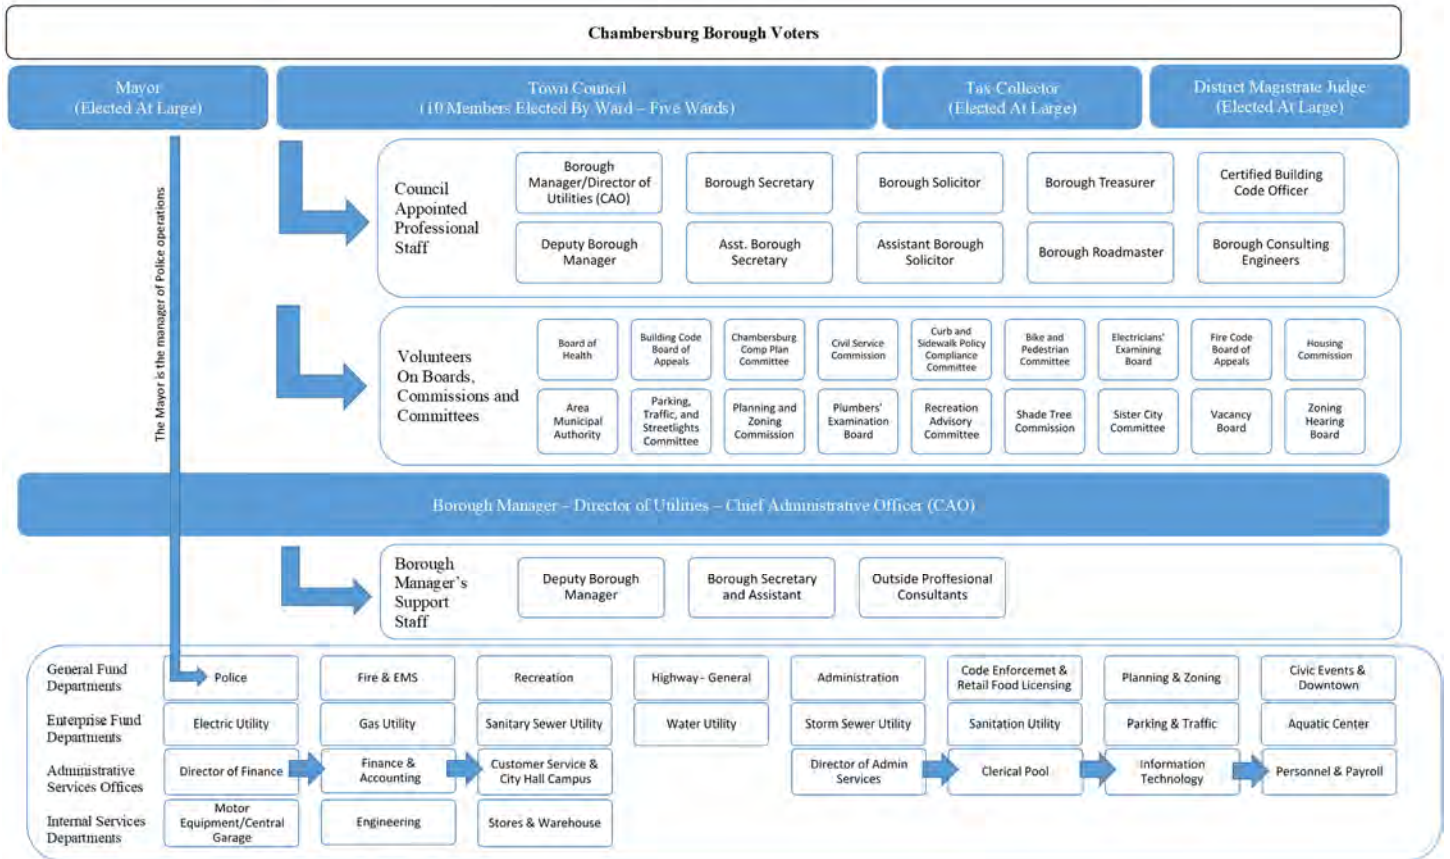 Chambersburg Borough Voters
Mayor
(Elected At Large)
Town Council
(10 Members Elected By Ward – Five Wards)
Tax Collector
(Elected At Large)
District Magistrate Judge
(Elected At Large)
The Mayor is the manager of Police operations
Council
Appointed
Professional
Staff
Borough
Manager/Director of
Utilities (CAO)
Borough Secretary
Borough Solicitor
Borough Treasurer
Certified Building
Code Officer
Deputy Borough
Manager
Asst. Borough
Secretary
Assistant Borough
Solicitor
Borough Roadmaster
Borough Consulting
Engineers
Volunteers
On Boards,
Commissions and
Committees
Board of
Health
Building Code
Board of
Appeals
Chambersburg
Comp Plan
Committee
Civil Service
Commission
Curb and
Sidewalk Policy
Compliance
Committee
Bike and
Pedestrian
Committee
Electricians'
Examining
Board
Fire Code
Board of
Appeals
Housing
Commission
Area
Municipal
Authority
Parking,
Traffic, and
Streetlights
Committee
Planning and
Zoning
Commission
Plumbers'
Examination
Board
Recreation
Advisory
Committee
Shade Tree
Commission
Sister City
Committee
Vacancy
Board
Zoning
Hearing
Board
Borough Manager – Director of Utilities – Chief Administrative Officer (CAO)
Borough
Manager's
Support
Staff
Deputy Borough
Manager
Borough Secretary
and Assistant
Outside Proffesional
Consultants
General Fund
Departments
Police
Fire & EMS
Recreation
Highway - General
Administration
Code Enforcemet &
Retail Food Licensing
Planning & Zoning
Civic Events &
Downtown
Enterprise Fund
Departments
Electric Utility
Gas Utility
Sanitary Sewer Utility
Water Utility
Storm Sewer Utility
Sanitation Utility
Parking & Traffic
Aquatic Center
Administrative
Services Offices
Director of Finance
Finance &
Accounting
Customer Service &
City Hall Campus
Director of Admin
Services
Clerical Pool
Information
Technology
Personnel & Payroll
Internal Services
Departments
Motor
Equipment/Central
Garage
Engineering
Stores & Warehouse